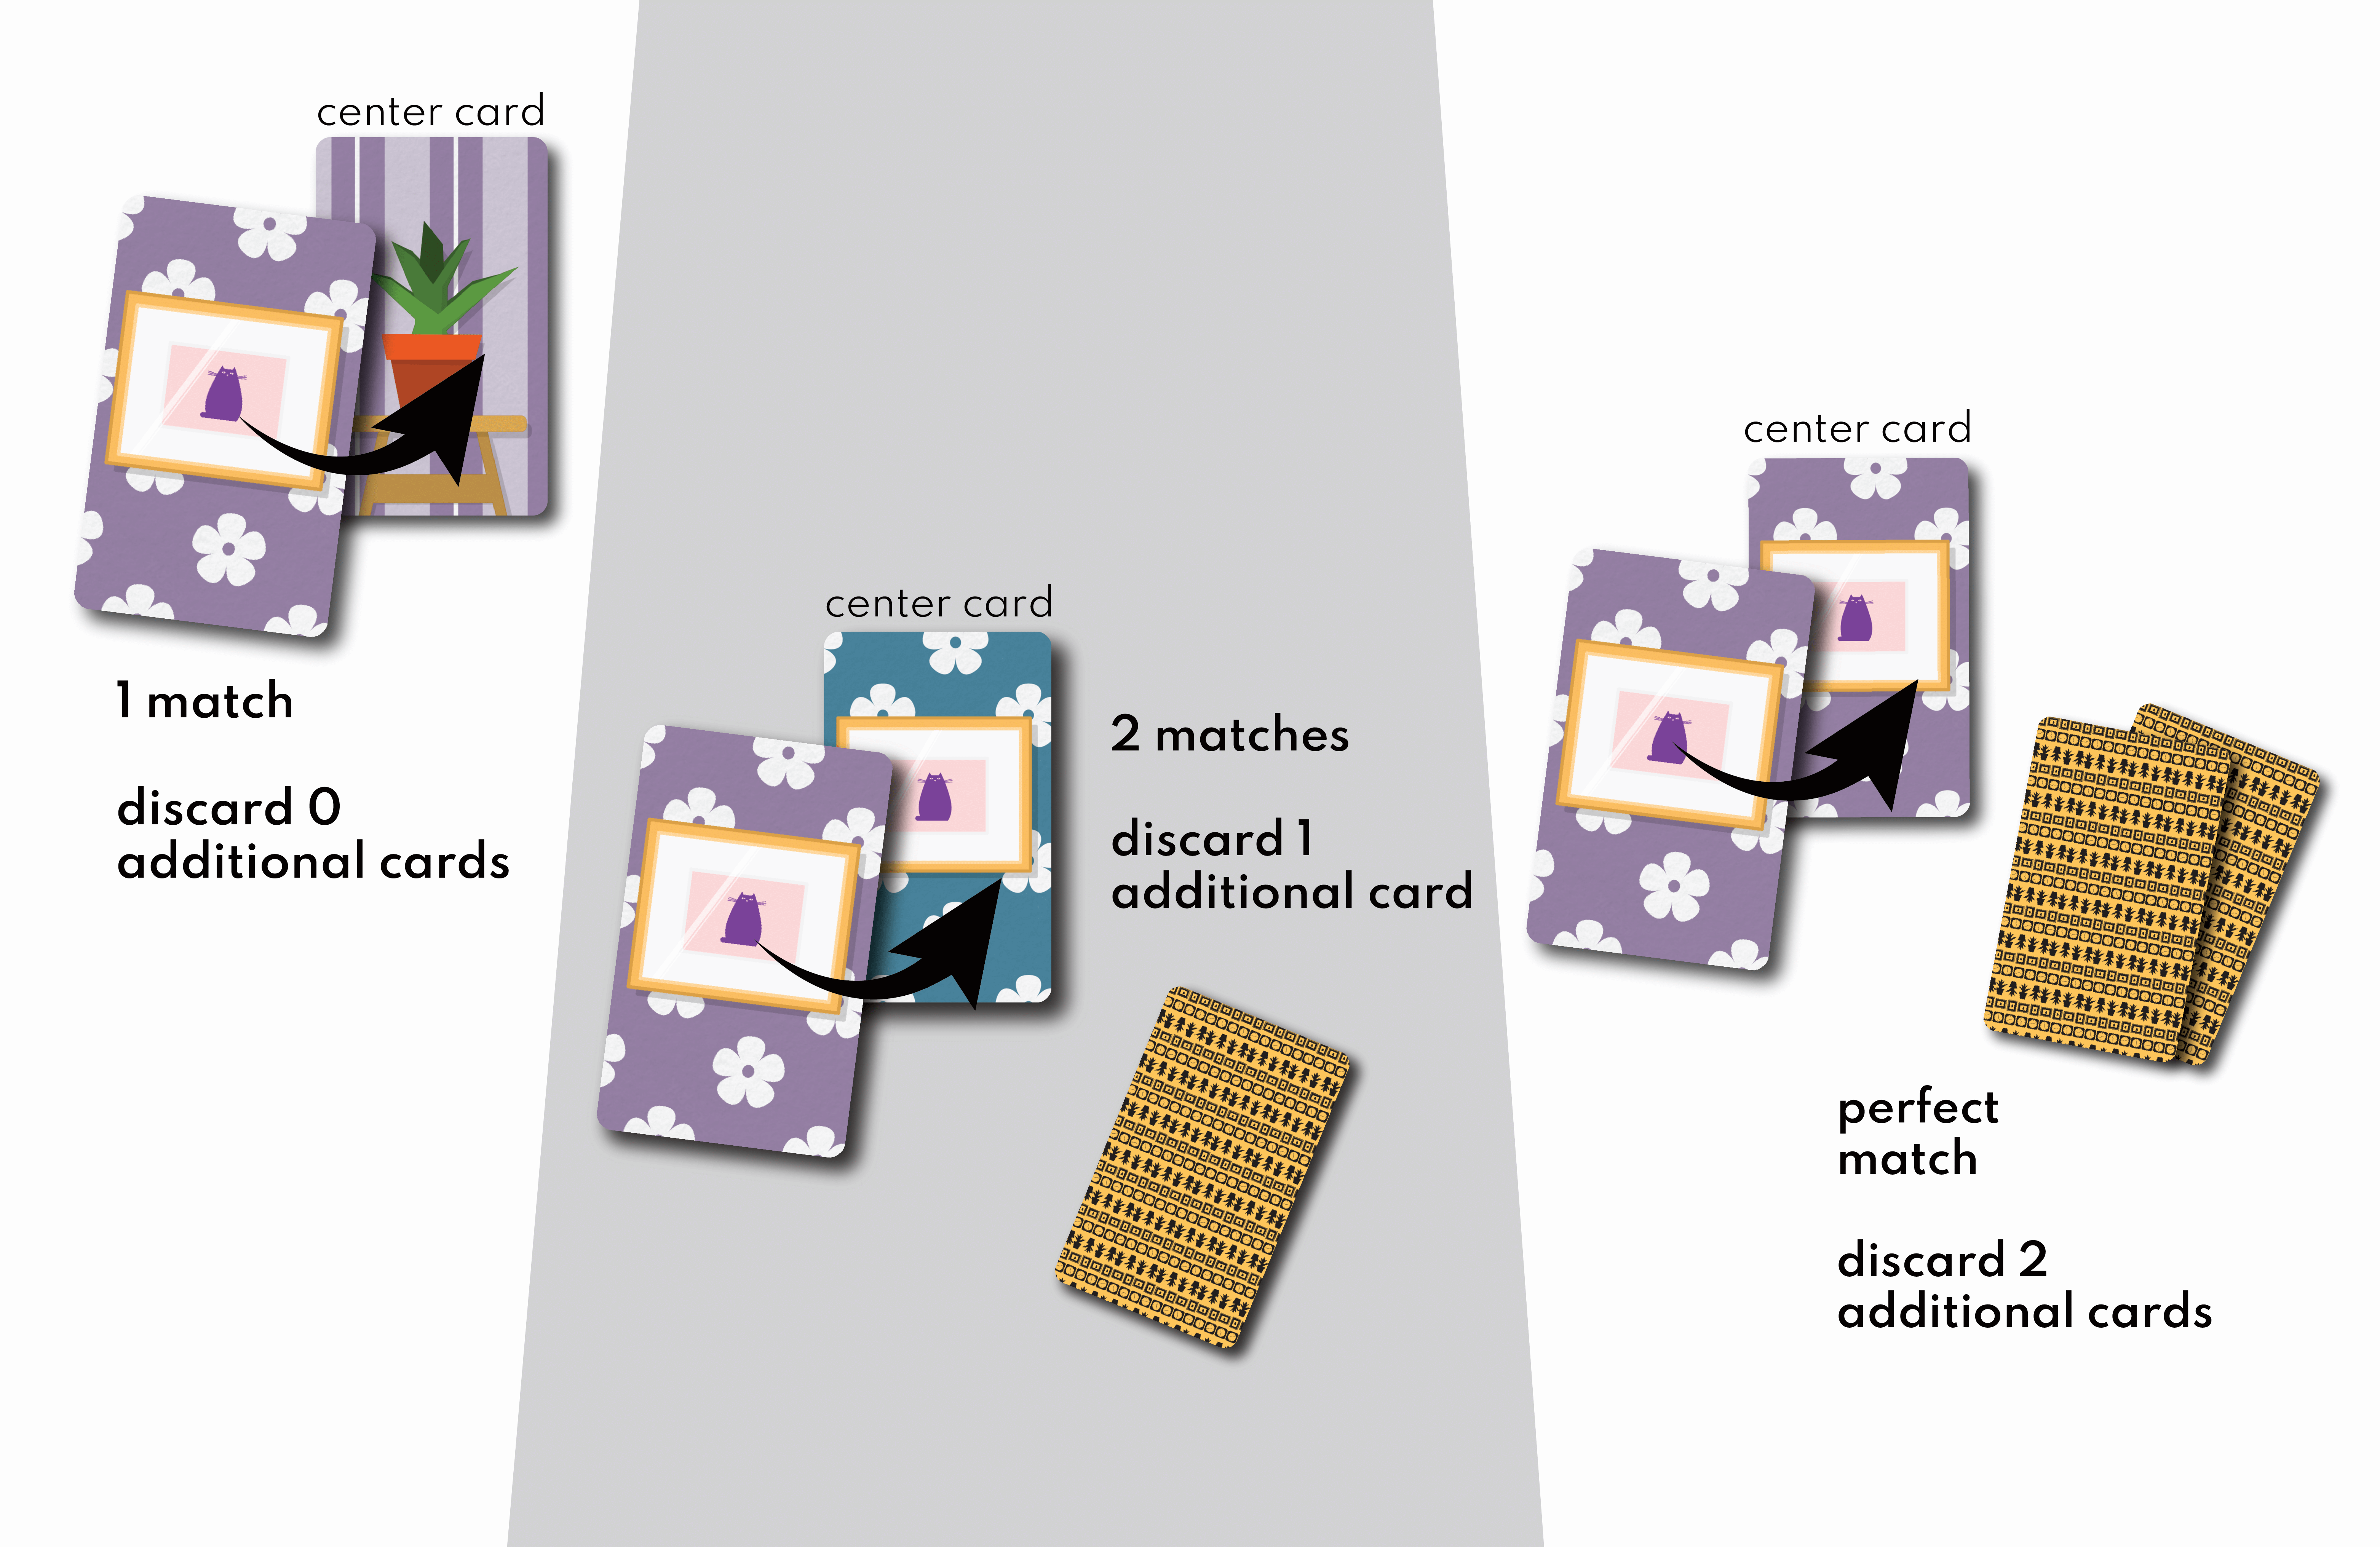 center card
1 match
discard 0
additional cards
center card
2 matches
discard 1
additional card
center card
perfect
match
discard 2
additional cards